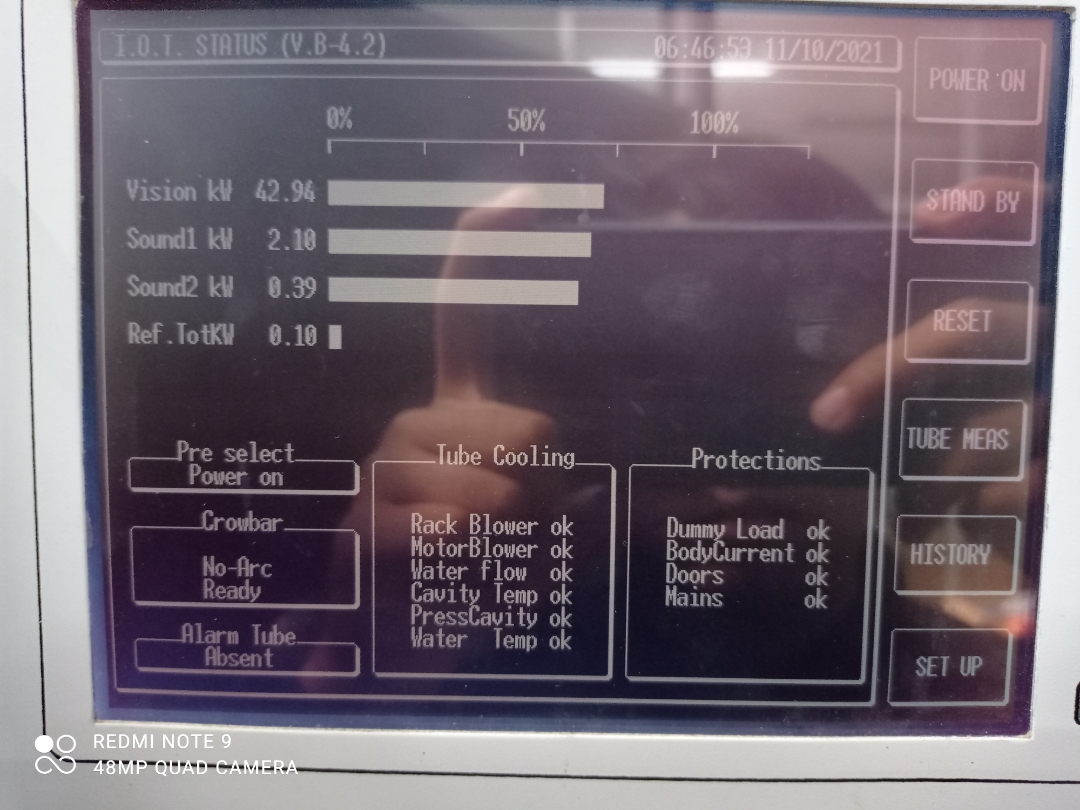 I.O.T. STATUS (V.B-4.2) 06:46:53 11/10/2021
POWER ON
0% 50% 100%
Vision kW 42.94
STAND BY
Sound1 kW 2.10
Sound2 kW 0.39
RESET
Ref.TotKW 0.10
TUBE MEAS
Pre select
Power on
Crowbar
No-Arc
Ready
Alarm Tube
Absent
Tube Cooling
Rack Blower ok
MotorBlower ok
Water flow ok
Cavity Temp ok
PressCavity ok
Water Temp ok
Protections
Dummy Load ok
BodyCurrent ok
Doors ok
Mains ok
HISTORY
SET UP
REDMI NOTE 9
48MP QUAD CAMERA